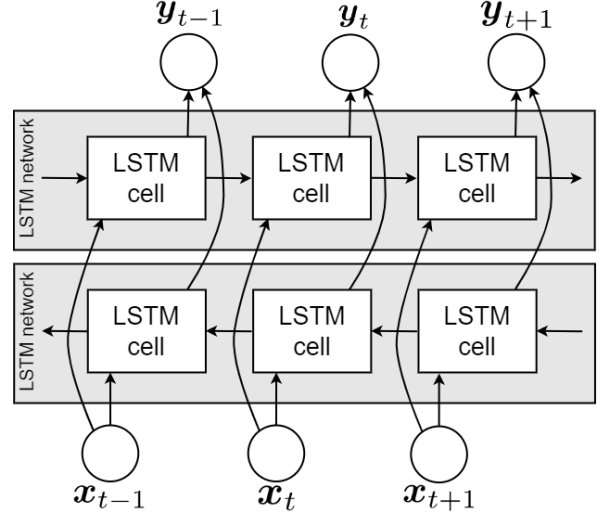 y_{t-1} y_t y_{t+1}
LSTM network
LSTM cell
LSTM cell
LSTM cell
LSTM network
LSTM cell
LSTM cell
LSTM cell
x_{t-1} x_t x_{t+1}